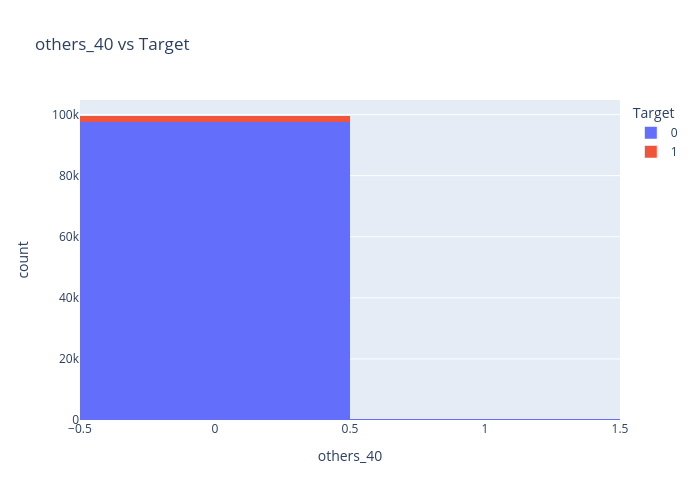 others_40 vs Target
Target
0
1
100k
80k
60k
40k
20k
0
count
−0.5
0
0.5
1
1.5
others_40